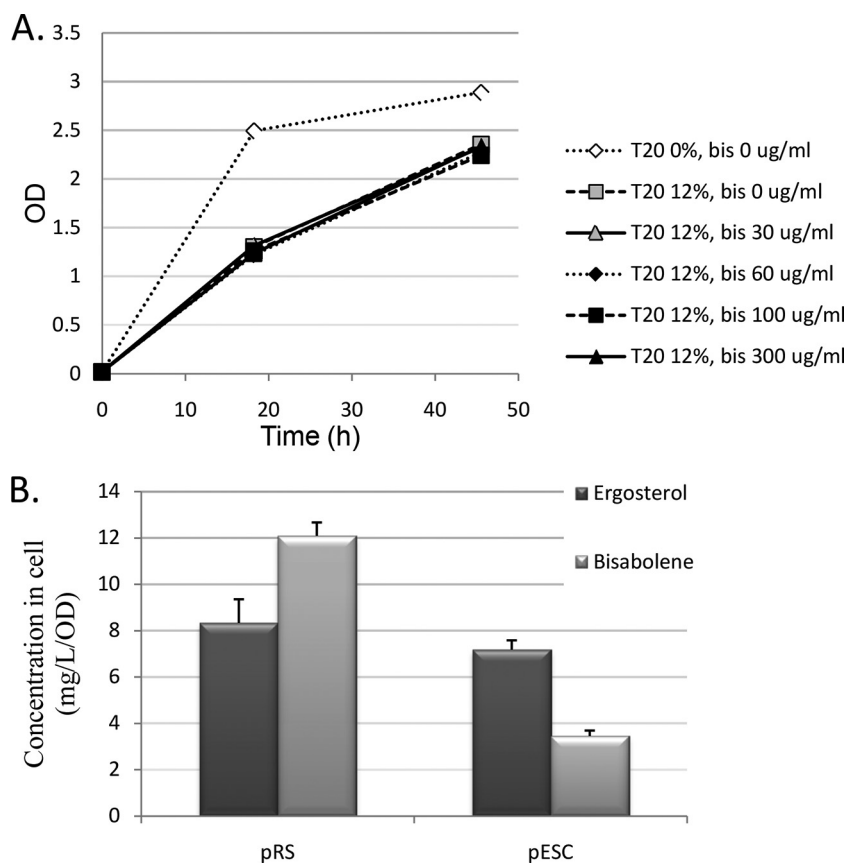 A.
3.5
3
2.5
2
1.5
1
0.5
0
OD
0 10 20 30 40 50
Time (h)
T20 0%, bis 0 ug/ml
T20 12%, bis 0 ug/ml
T20 12%, bis 30 ug/ml
T20 12%, bis 60 ug/ml
T20 12%, bis 100 ug/ml
T20 12%, bis 300 ug/ml
B.
14
12
10
8
6
4
2
0
Concentration in cell
(mg/L/OD)
Ergosterol
Bisabolene
pRS pESC